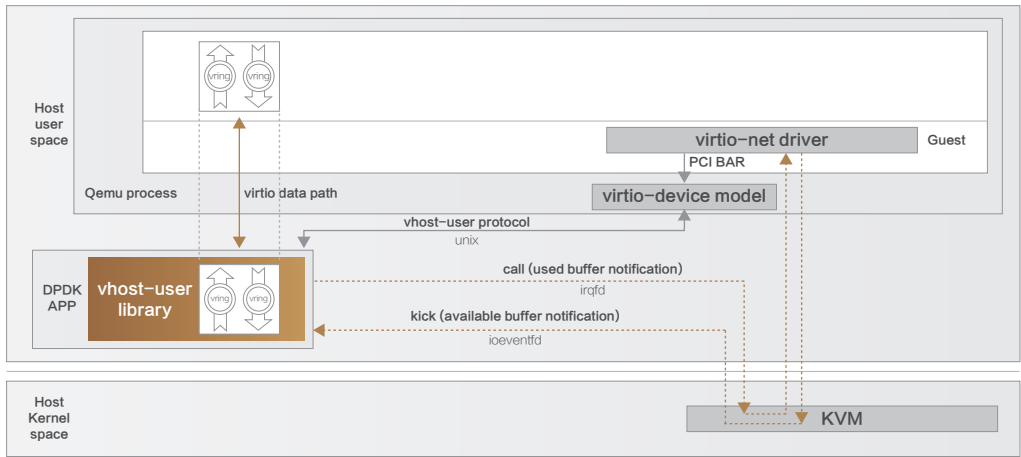 vring
vring
Host
user
space
virtio-net driver
Guest
PCI BAR
Qemu process
virtio data path
virtio-device model
vhost-user protocol
unix
DPDK
APP
vhost-user
library
vring
vring
call (used buffer notification)
irqfd
kick (available buffer notification)
ioeventfd
Host
Kernel
space
KVM